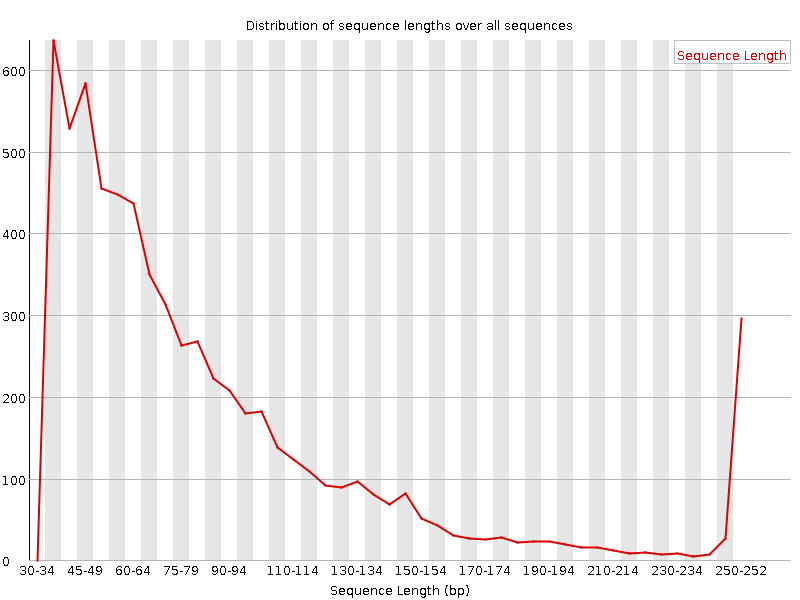 Distribution of sequence lengths over all sequences
Sequence Length
600
500
400
300
200
100
0
30-34 45-49 60-64 75-79 90-94 110-114 130-134 150-154 170-174 190-194 210-214 230-234 250-252
Sequence Length (bp)